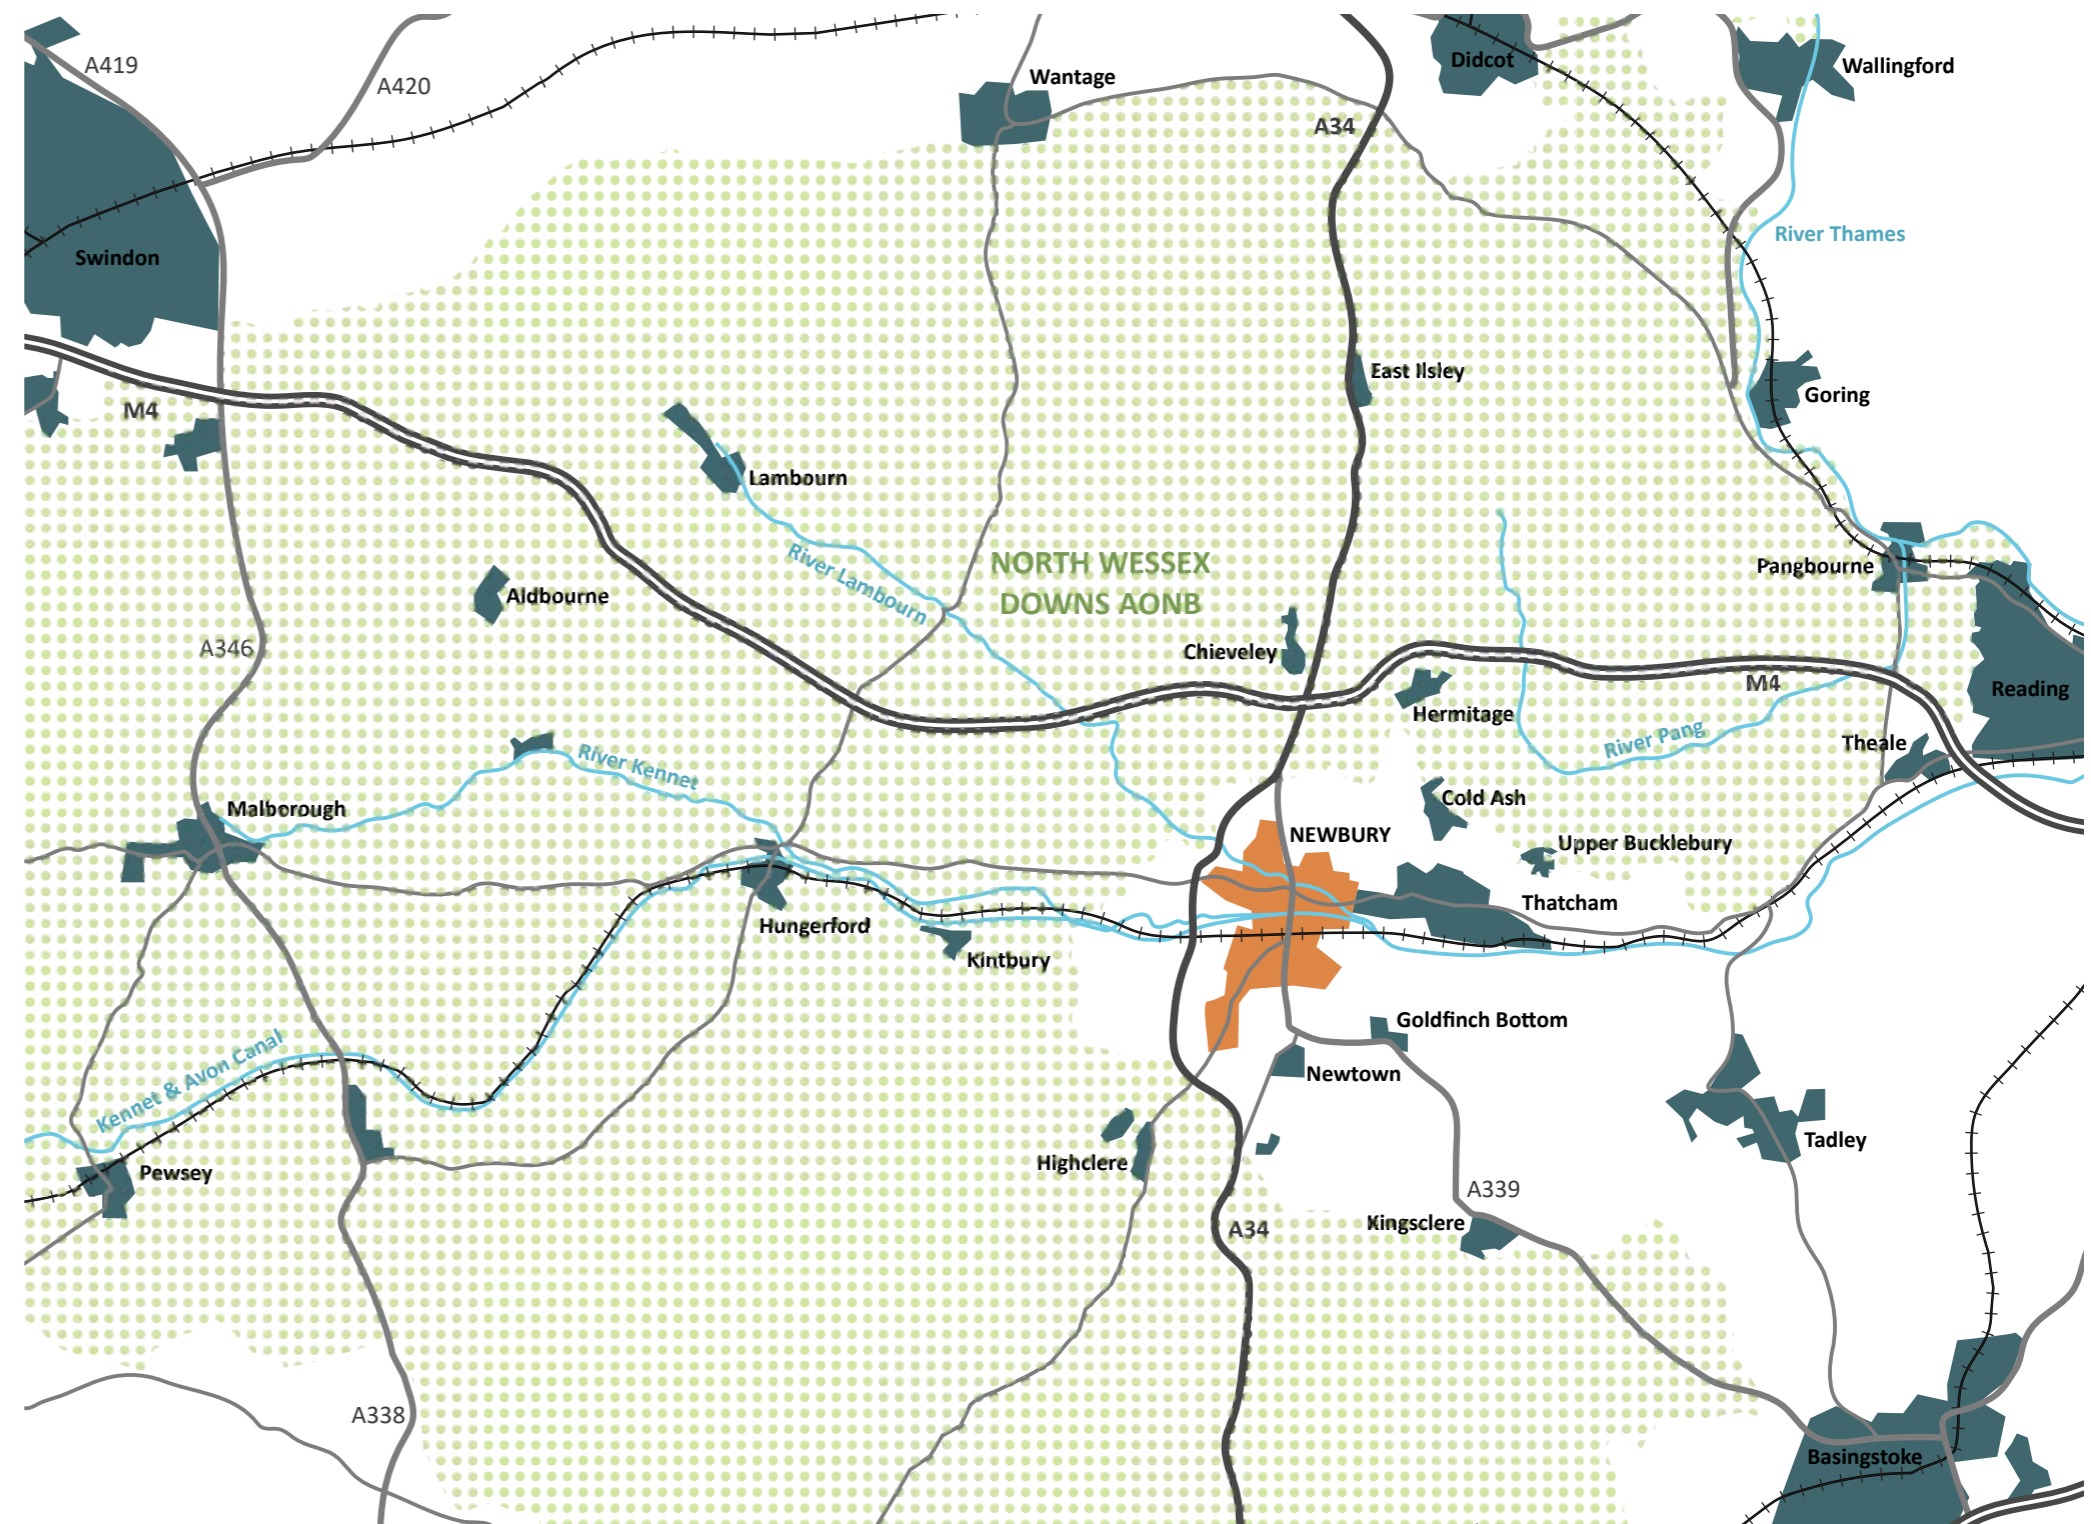 A419
A420
Wantage
Didcot
Wallingford
A34
River Thames
Swindon
East Ilsley
Goring
M4
Lambourn
NORTH WESSEX
DOWNS AONB
River Lambourn
Pangbourne
Aldbourne
A346
Chieveley
M4
Reading
Hermitage
River Pang
Theale
River Kennet
Malborough
Cold Ash
NEWBURY
Upper Bucklebury
Thatcham
Hungerford
Kintbury
Goldfinch Bottom
Kennet & Avon Canal
Newtown
Tadley
Highclere
Pewsey
A339
Kingsclere
A34
A338
Basingstoke